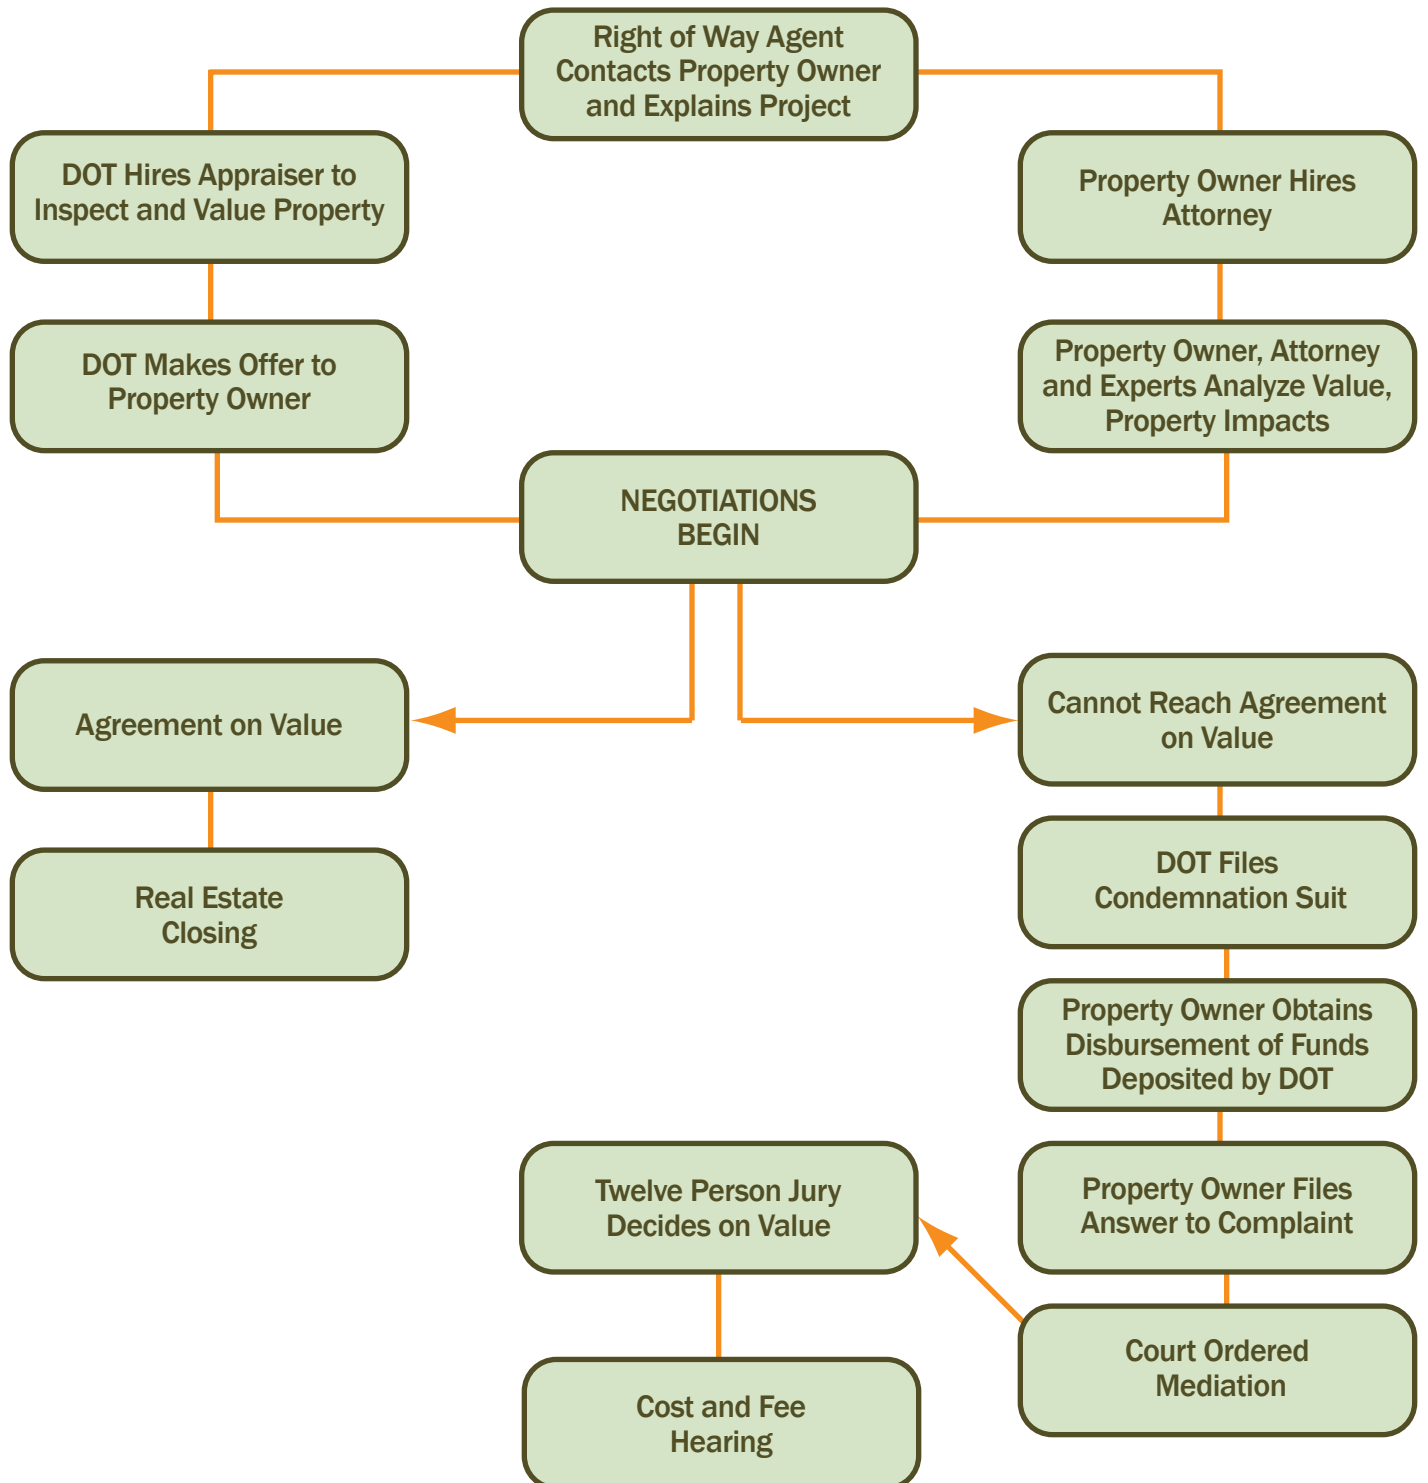 Right of Way Agent
Contacts Property Owner
and Explains Project
DOT Hires Appraiser to
Inspect and Value Property
Property Owner Hires
Attorney
DOT Makes Offer to
Property Owner
Property Owner, Attorney
and Experts Analyze Value,
Property Impacts
NEGOTIATIONS
BEGIN
Agreement on Value
Cannot Reach Agreement
on Value
Real Estate
Closing
DOT Files
Condemnation Suit
Property Owner Obtains
Disbursement of Funds
Deposited by DOT
Property Owner Files
Answer to Complaint
Court Ordered
Mediation
Twelve Person Jury
Decides on Value
Cost and Fee
Hearing